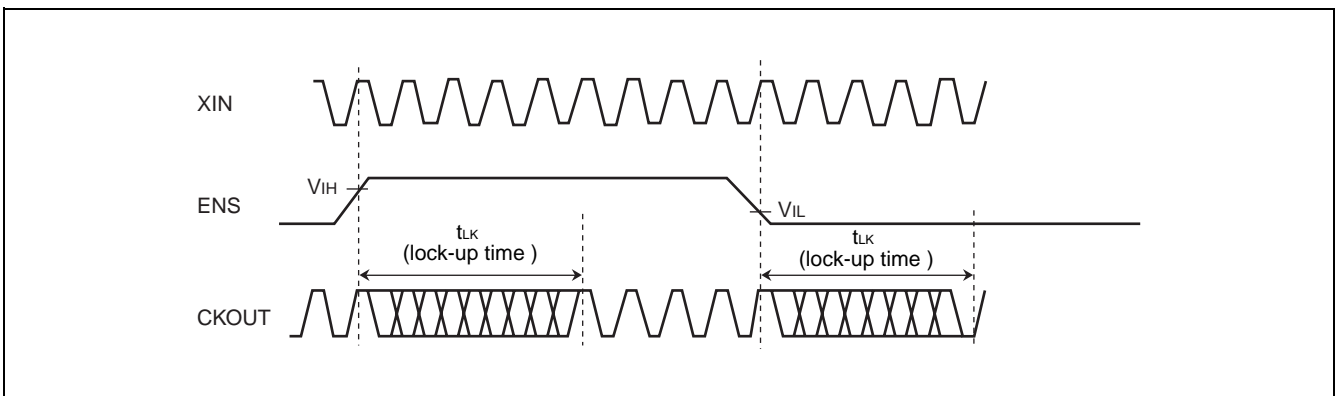 XIN
VIH
ENS
VIL
tLK
(lock-up time )
tLK
(lock-up time )
CKOUT